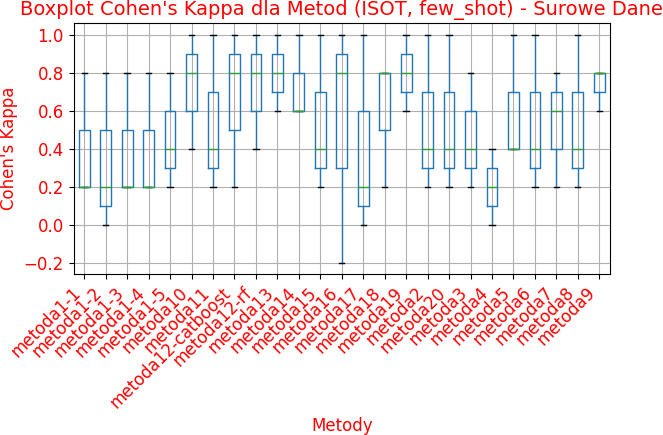 Boxplot Cohen's Kappa dla Metod (ISOT, few_shot) - Surowe Dane
Cohen's Kappa
1.0
0.8
0.6
0.4
0.2
0.0
−0.2
metoda1-1
metoda1-2
metoda1-3
metoda1-4
metoda1-5
metoda10
metoda11
metoda12-catboost
metoda12-rf
metoda13
metoda14
metoda15
metoda16
metoda17
metoda18
metoda19
metoda2
metoda20
metoda3
metoda4
metoda5
metoda6
metoda7
metoda8
metoda9
Metody